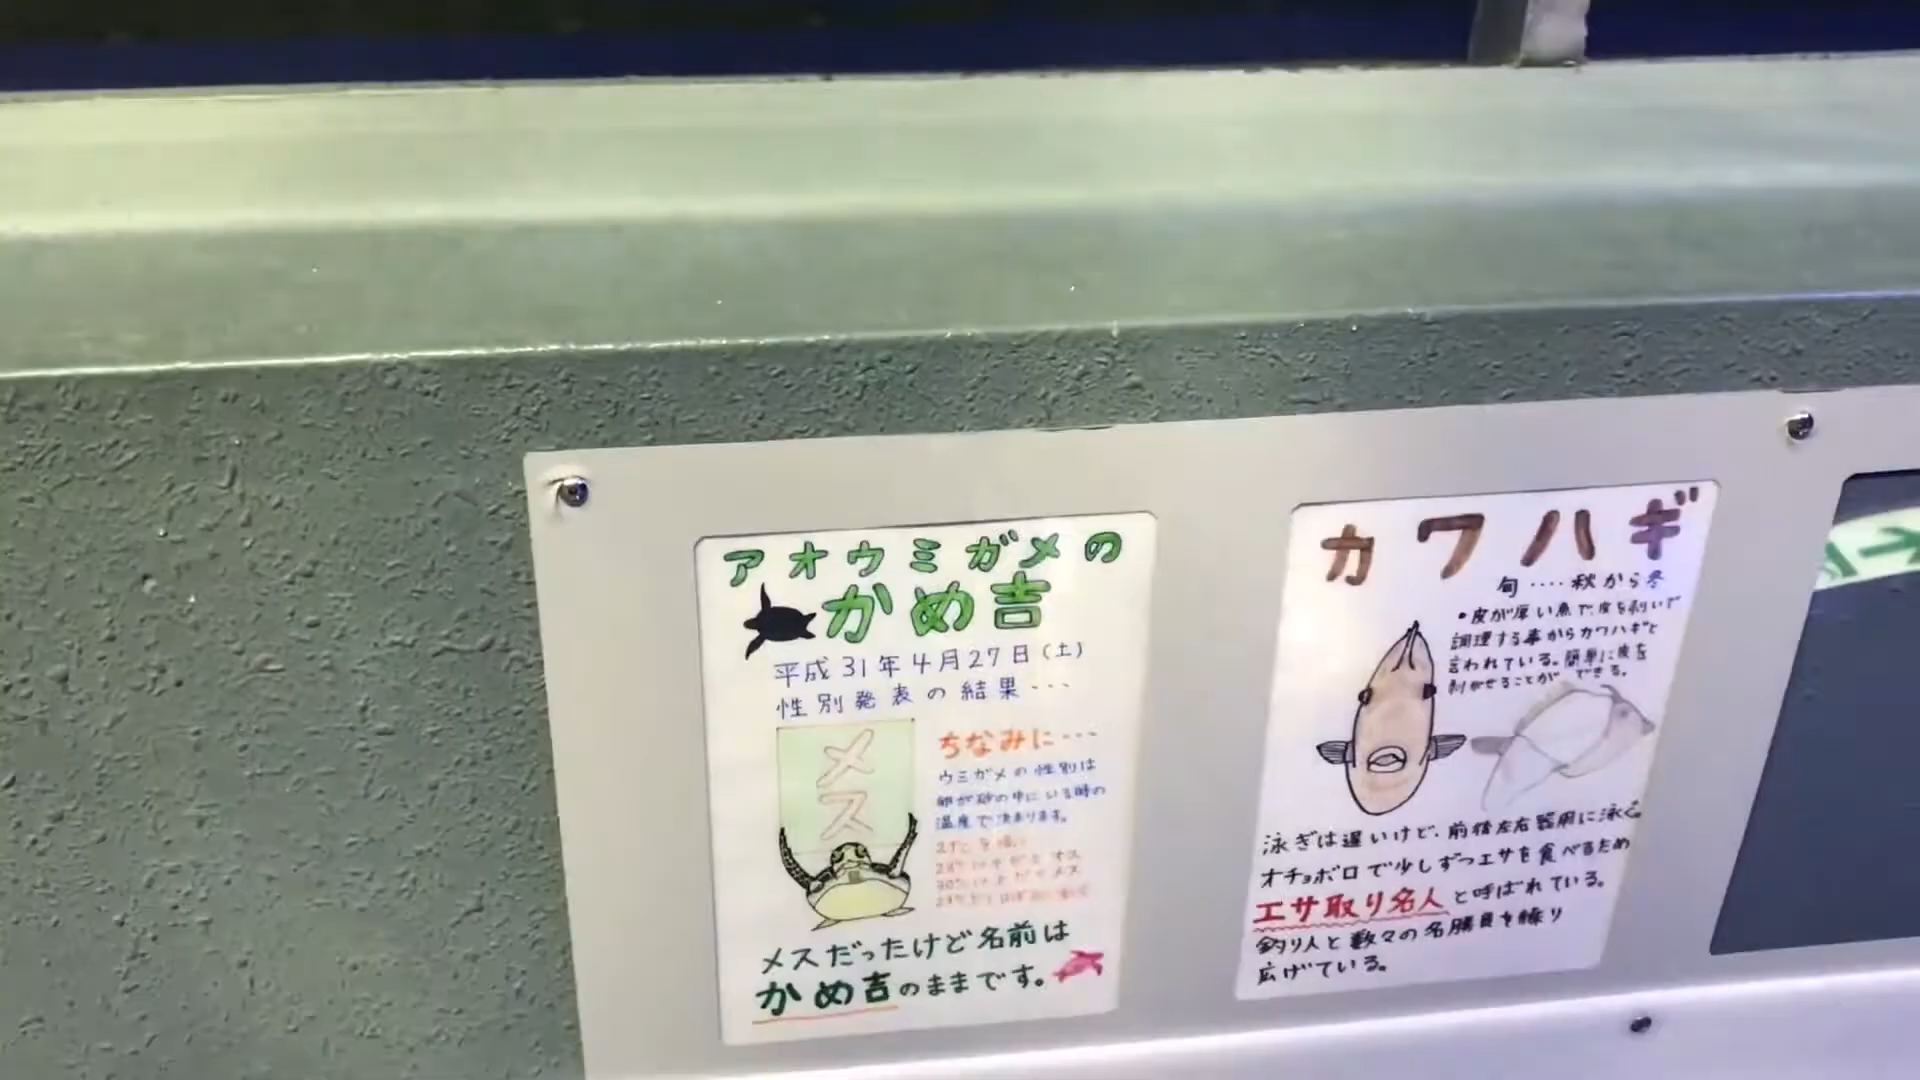 アオウミガメの
かめ吉
平成31年4月27日(土)
性別発表の結果・・・
メス
ちなみに・・・
ウミガメの性別は
卵が砂の中にいる時の
温度で決まります。
メスだったけど名前は
かめ吉のままです。
カワハギ
旬‥‥秋から冬
•皮が厚い魚で、皮を剥いで
調理する事からカワハギと
言われている。簡単に皮を
剥がせることができる。
泳ぎは遅いけど、前後左右器用に泳ぐ。
オチョボロで少しずつエサを食べるため
エサ取り名人と呼ばれている。
釣り人と数々の名勝負を繰り
広げている。